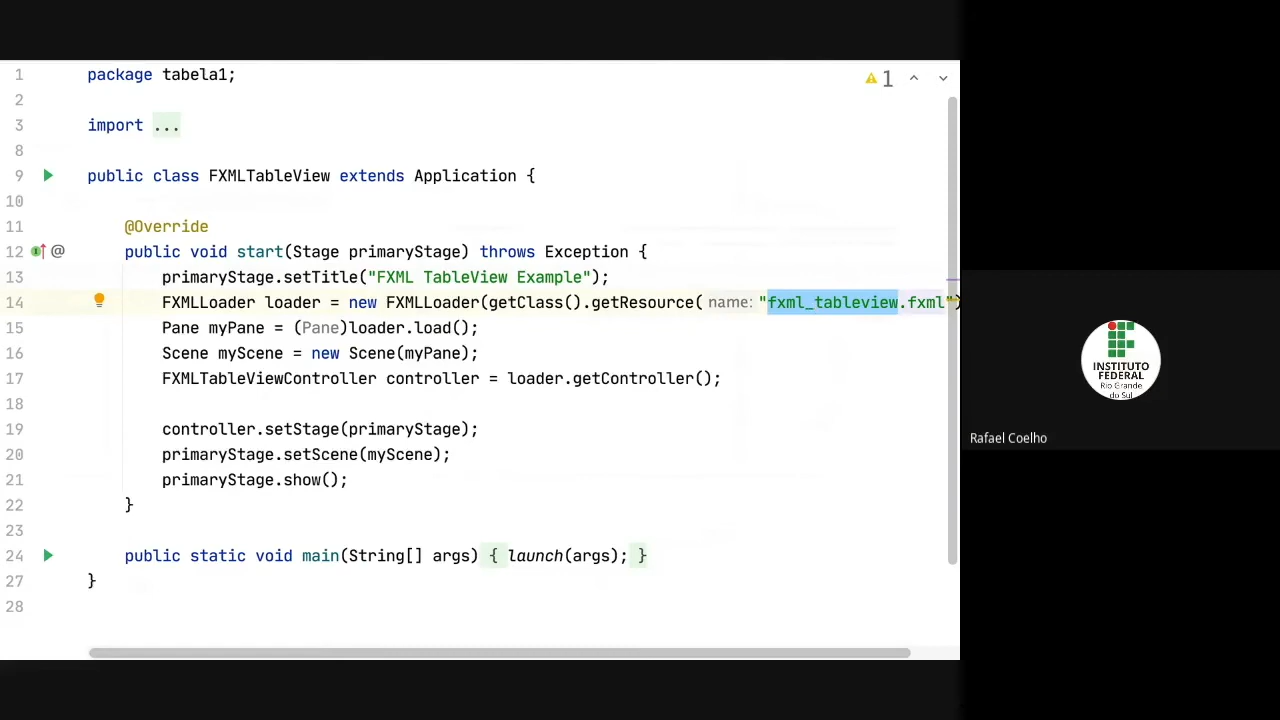 1 package tabela1;
2
3 import ...
8
9 public class FXMLTableView extends Application {
10
11 @Override
12 public void start(Stage primaryStage) throws Exception {
13 primaryStage.setTitle("FXML TableView Example");
14 FXMLLoader loader = new FXMLLoader(getClass().getResource( name: "fxml_tableview.fxml")
15 Pane myPane = (Pane)loader.load();
16 Scene myScene = new Scene(myPane);
17 FXMLTableViewController controller = loader.getController();
18
19 controller.setStage(primaryStage);
20 primaryStage.setScene(myScene);
21 primaryStage.show();
22 }
23
24 public static void main(String[] args) { launch(args); }
27 }
28
1
INSTITUTO
FEDERAL
Rio Grande
do Sul
Rafael Coelho